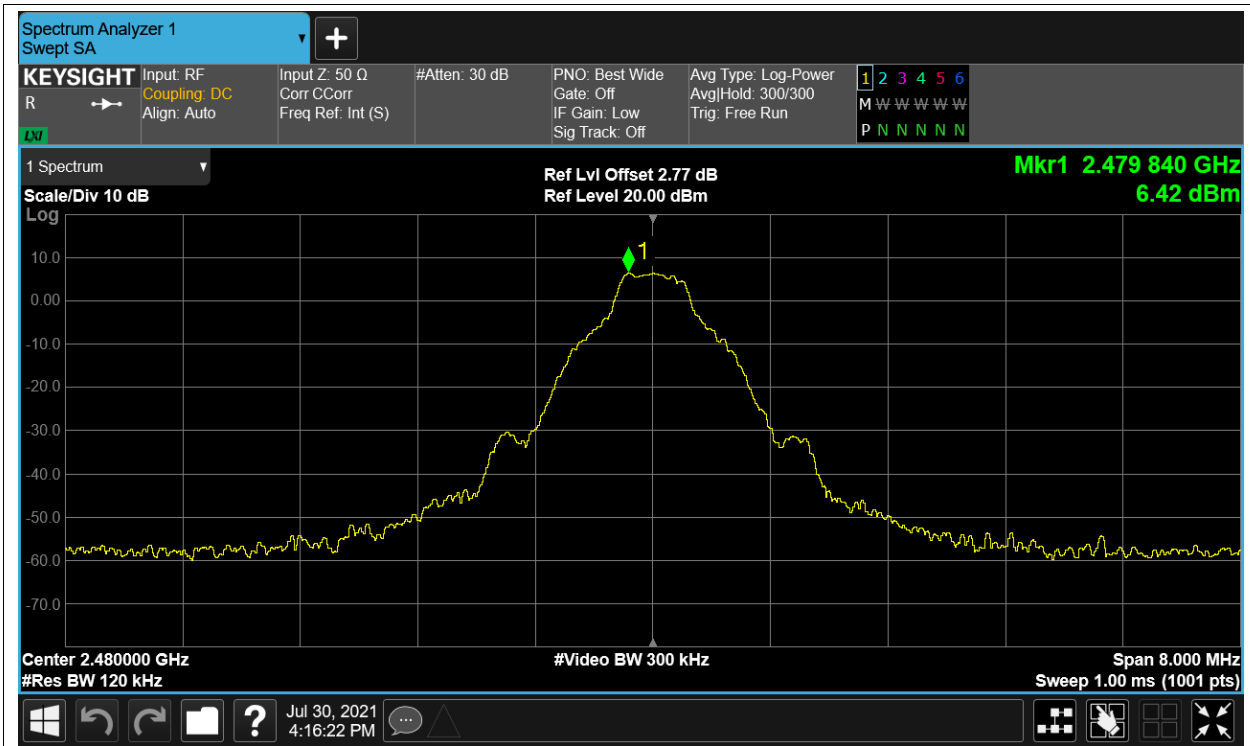 Spectrum Analyzer 1
Swept SA
KEYSIGHT Input: RF Input Z: 50 Ω #Atten: 30 dB PNO: Best Wide Avg Type: Log-Power 1 2 3 4 5 6
R Coupling: DC Corr CCorr Gate: Off Avg|Hold: 300/300 M W W W W W
Align: Auto Freq Ref: Int (S) IF Gain: Low Trig: Free Run
LXI Sig Track: Off P N N N N N
1 Spectrum Ref Lvl Offset 2.77 dB Mkr1 2.479 840 GHz
Scale/Div 10 dB Ref Level 20.00 dBm 6.42 dBm
Log
1
10.0
0.00
-10.0
-20.0
-30.0
-40.0
-50.0
-60.0
-70.0
Center 2.480000 GHz #Video BW 300 kHz Span 8.000 MHz
#Res BW 120 kHz Sweep 1.00 ms (1001 pts)
? Jul 30, 2021
4:16:22 PM